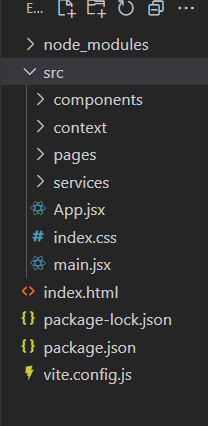 E...
node_modules
src
components
context
pages
services
App.jsx
index.css
main.jsx
index.html
package-lock.json
package.json
vite.config.js